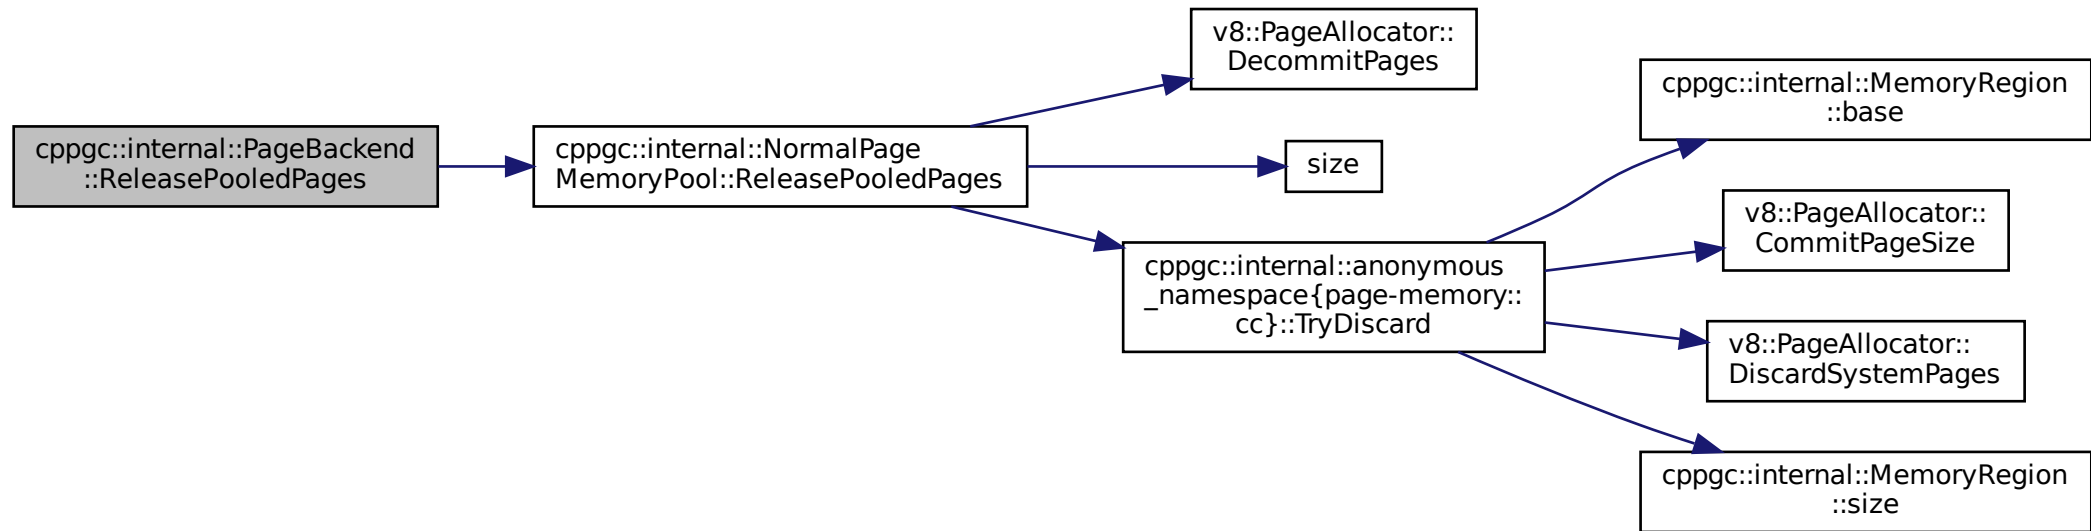 cppgc::internal::PageBackend
::ReleasePooledPages
cppgc::internal::NormalPage
MemoryPool::ReleasePooledPages
v8::PageAllocator::
DecommitPages
size
cppgc::internal::anonymous
_namespace{page-memory::
cc}::TryDiscard
cppgc::internal::MemoryRegion
::base
v8::PageAllocator::
CommitPageSize
v8::PageAllocator::
DiscardSystemPages
cppgc::internal::MemoryRegion
::size